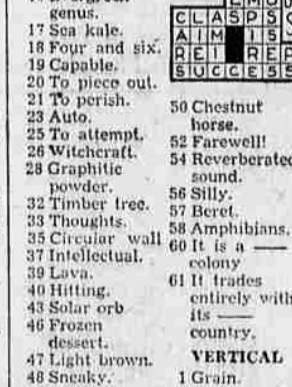 genus.
17 Sea kale.
18 Four and six.
19 Capable.
20 To piece out.
21 To perish.
23 Auto.
25 To attempt.
26 Witchcraft.
28 Graphitic
powder.
32 Timber tree.
33 Thoughts.
35 Circular wall
37 Intellectual.
39 Lava.
40 Hitting.
43 Solar orb
46 Frozen
dessert.
47 Light brown.
48 Sneaky.
CLASPS
AIM IS
REI REP
SUCCESS
50 Chestnut
horse.
52 Farewell!
54 Reverberated
sound.
56 Silly.
57 Beret.
58 Amphibians.
60 It is a —
colony
61 It trades
entirely with
its —
country.
VERTICAL
1 Grain.